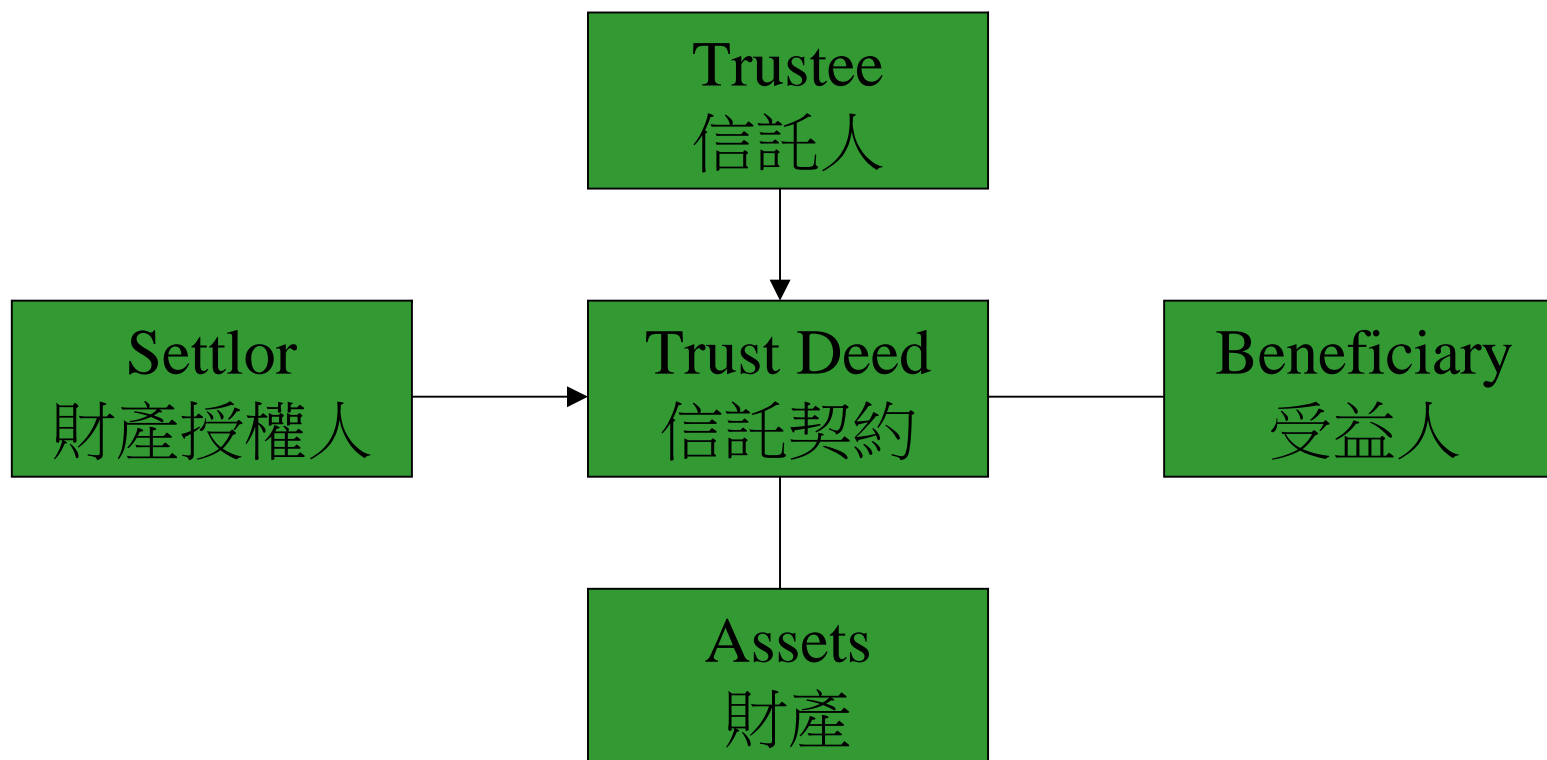 Trustee
信託人
Settlor
財產授權人
Trust Deed
信託契約
Beneficiary
受益人
Assets
財產